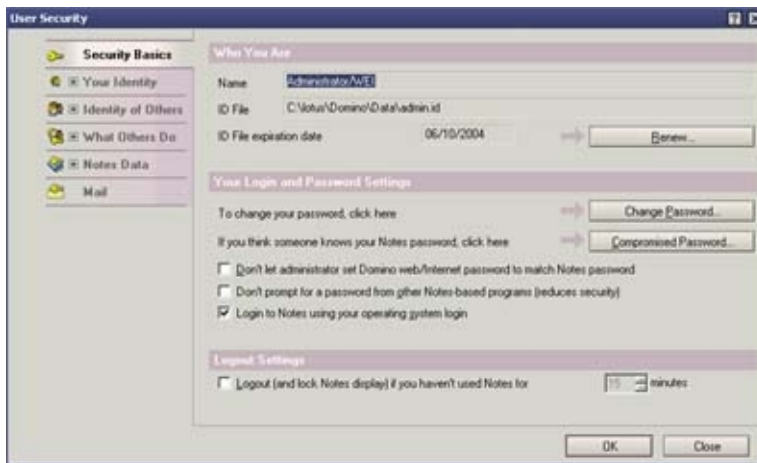 User Security
Security Basics
Your Identity
Identity of Others
What Others Do
Notes Data
Mail
Who You Are
Name Administrator/WEI
ID File C:\lotus\Domino\Data\admin.id
ID File expiration date 06/10/2004 Renew...
Your Login and Password Settings
To change your password, click here Change Password...
If you think someone knows your Notes password, click here Compromised Password...
Don't let administrator set Domino web/Internet password to match Notes password
Don't prompt for a password from other Notes-based programs (reduces security)
Login to Notes using your operating system login
Logout Settings
Logout (and lock Notes display) if you haven't used Notes for 15 minutes
OK Close